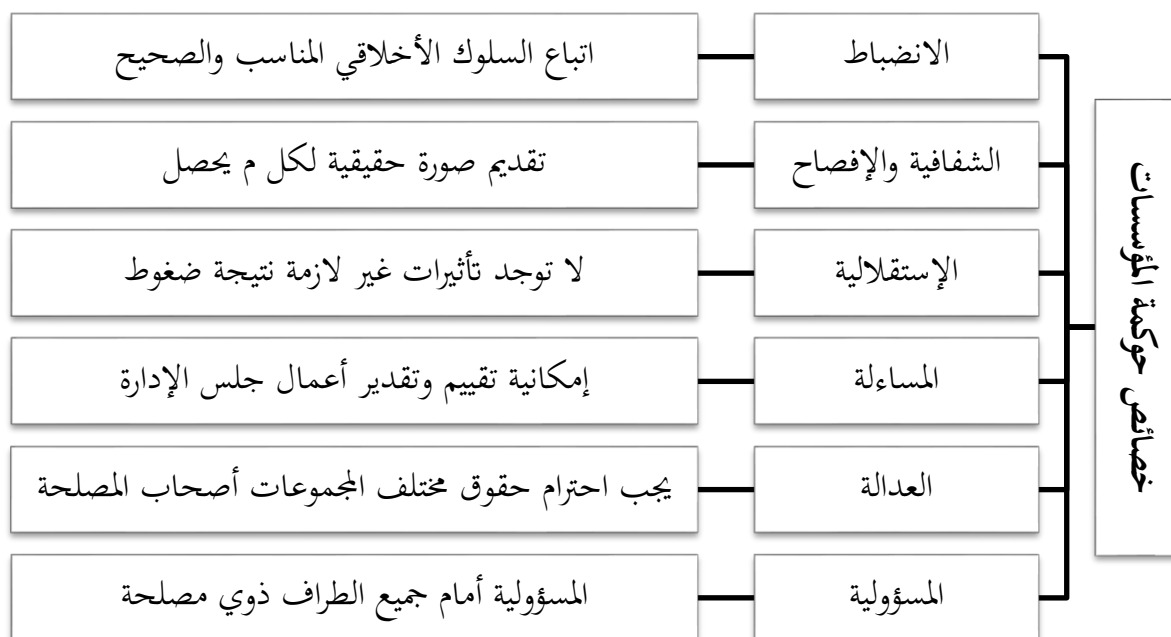 خصائص حوكمة المؤسسات
الانضباط
اتباع السلوك الأخلاقي المناسب والصحيح
الشفافية والإفصاح
تقديم صورة حقيقية لكل م يحصل
الإستقلالية
لا توجد تأثيرات غير لازمة نتيجة ضغوط
المساءلة
إمكانية تقييم وتقدير أعمال جلس الإدارة
العدالة
يجب احترام حقوق مختلف المجموعات أصحاب المصلحة
المسؤولية
المسؤولية أمام جميع الطراف ذوي مصلحة